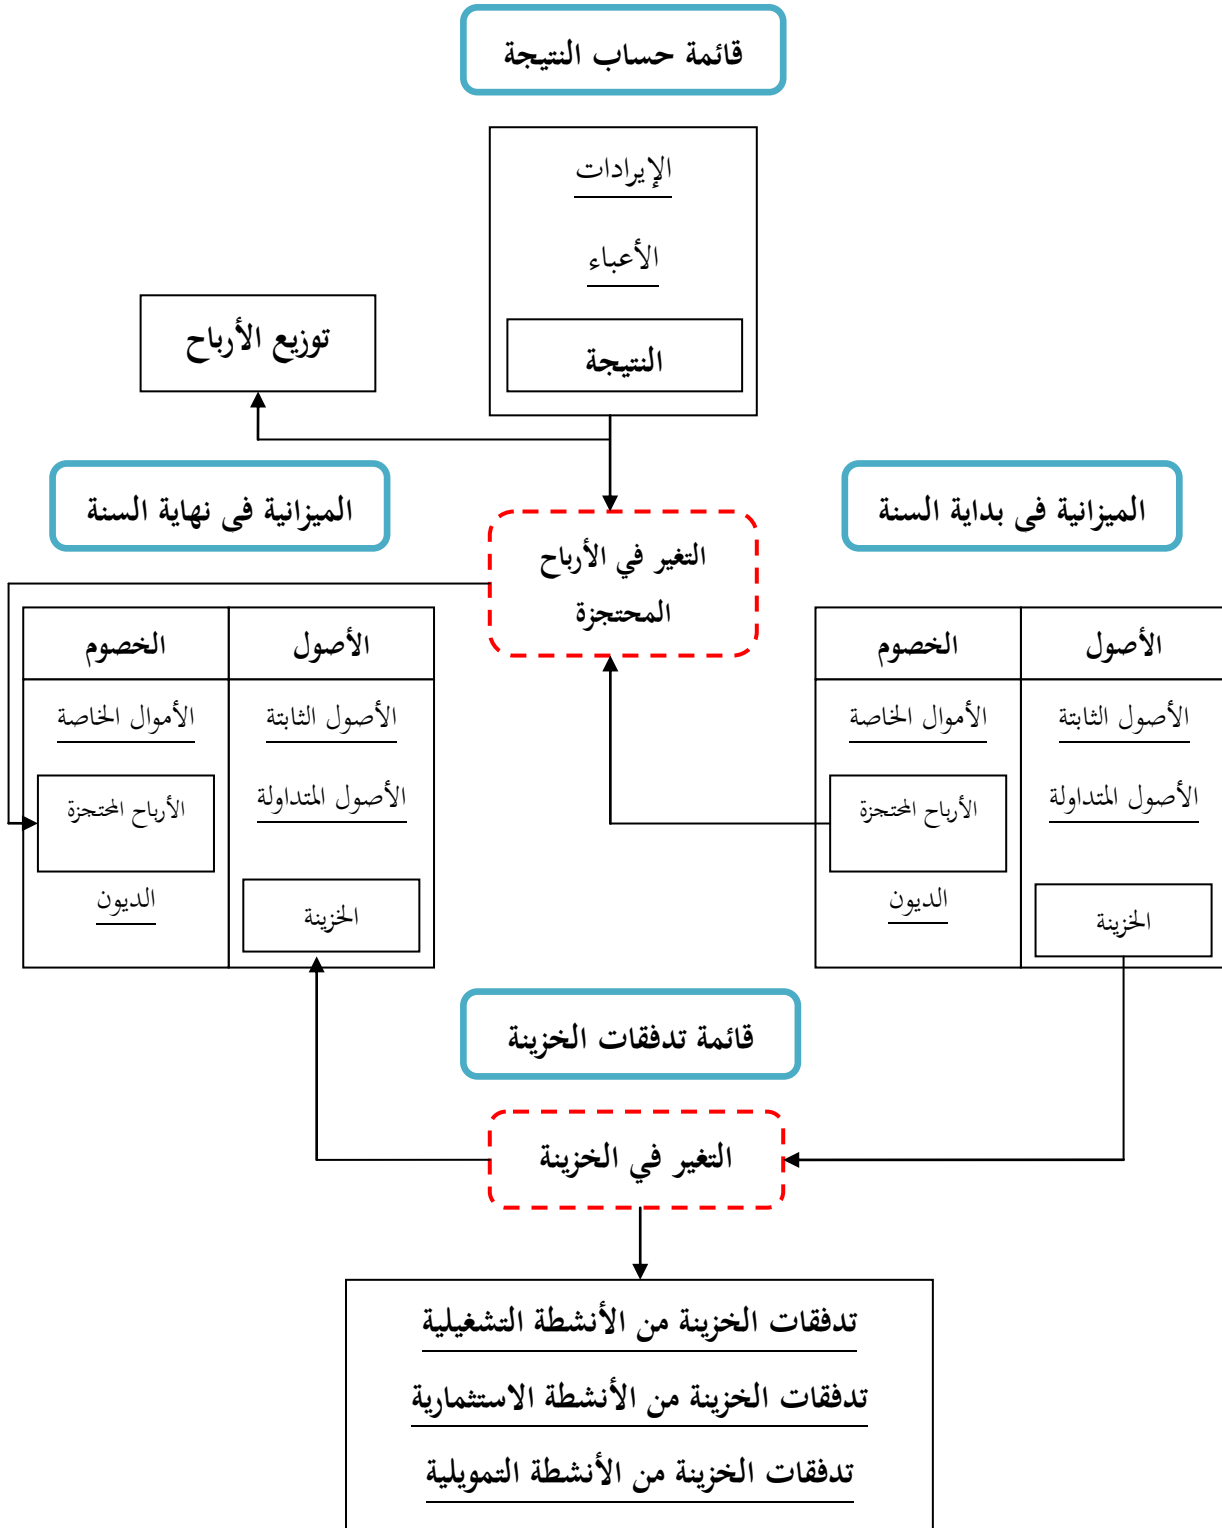 قائمة حساب النتيجة
الإيرادات
الأعباء
النتيجة
توزيع الأرباح
الميزانية في بداية السنة
الميزانية في نهاية السنة
التغير في الأرباح
المحتجزة
الأصول
الخصوم
الأصول الثابتة
الأموال الخاصة
الأصول المتداولة
الأرباح المحتجزة
الديون
الخزينة
الأصول
الخصوم
الأصول الثابتة
الأموال الخاصة
الأصول المتداولة
الأرباح المحتجزة
الديون
الخزينة
قائمة تدفقات الخزينة
التغير في الخزينة
تدفقات الخزينة من الأنشطة التشغيلية
تدفقات الخزينة من الأنشطة الاستثمارية
تدفقات الخزينة من الأنشطة التمويلية